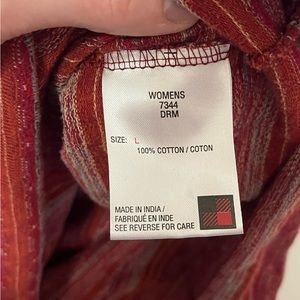 WOMENS
7344
DRM
SIZE: L
100% COTTON / COTON
MADE IN INDIA /
FABRIQUÉ EN INDE
SEE REVERSE FOR CARE